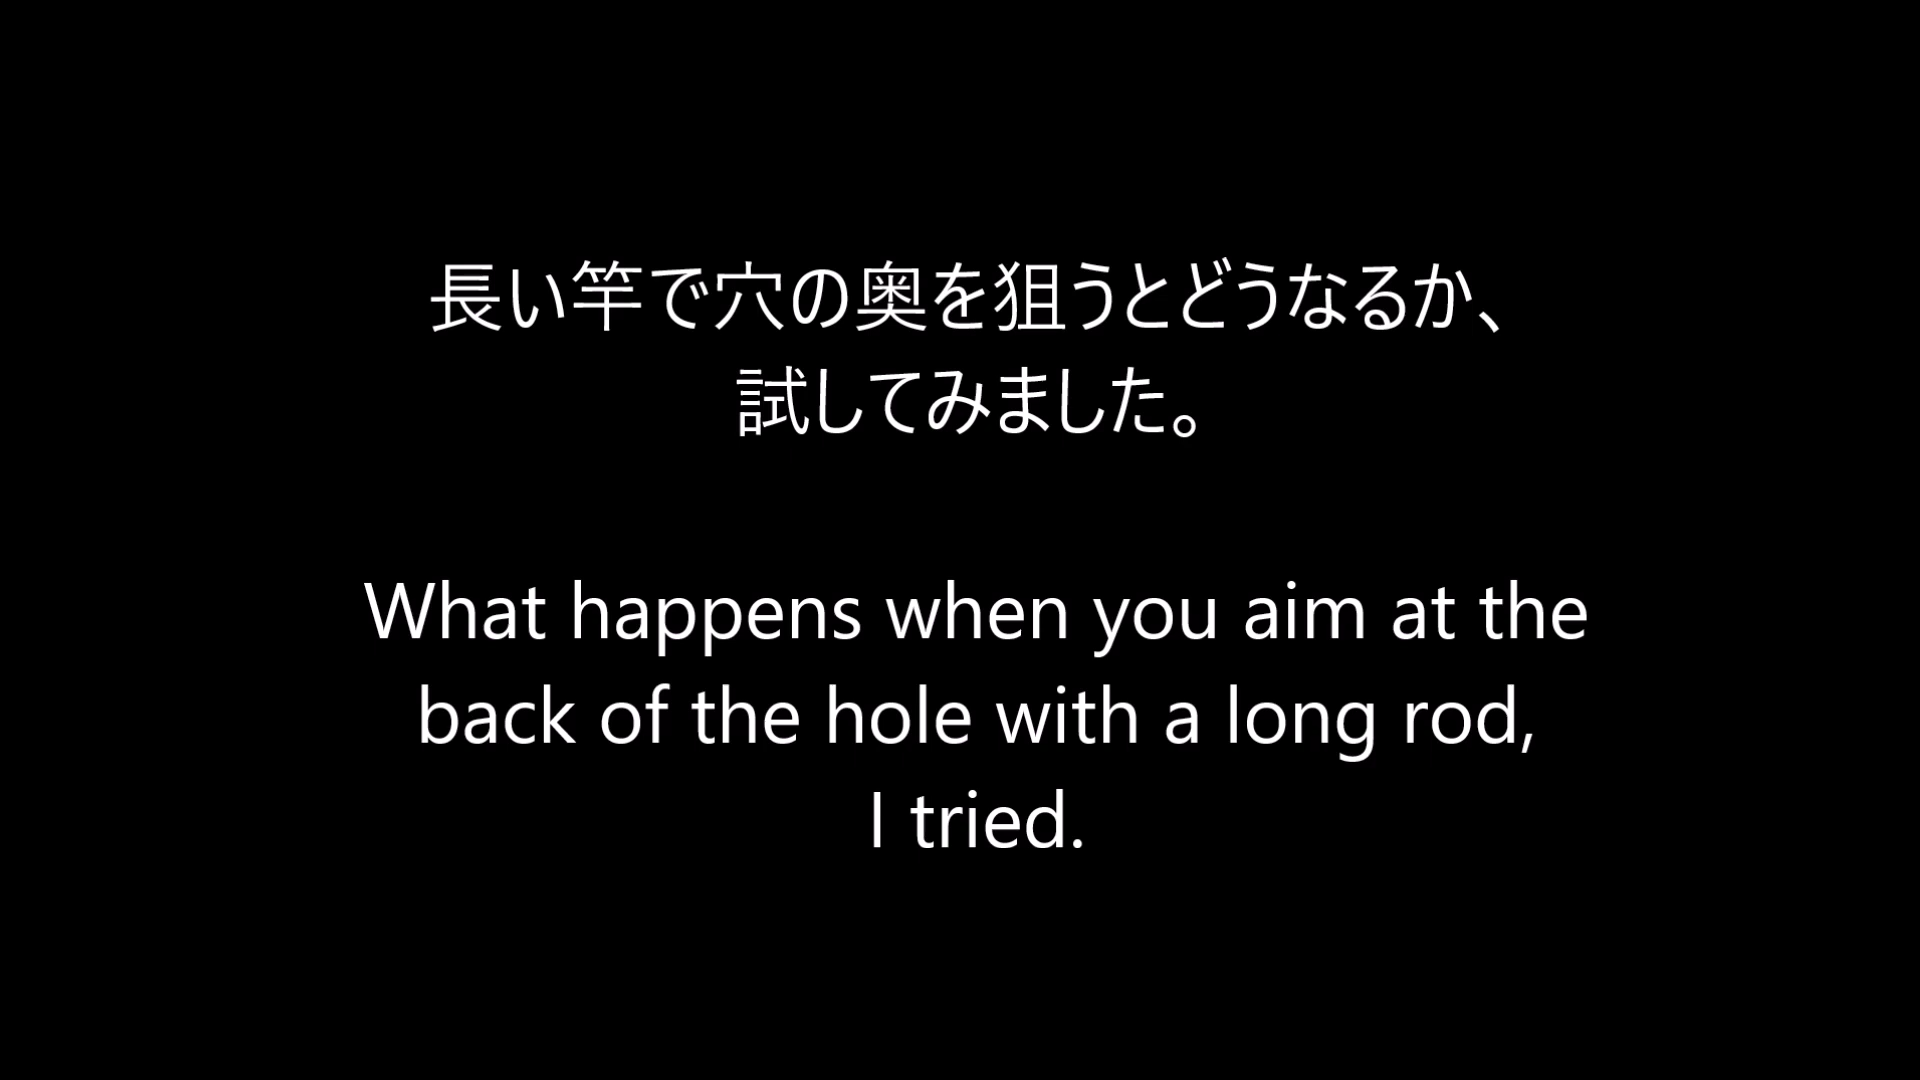 長い竿で穴の奥を狙うとどうなるか、
試してみました。
What happens when you aim at the
back of the hole with a long rod,
I tried.